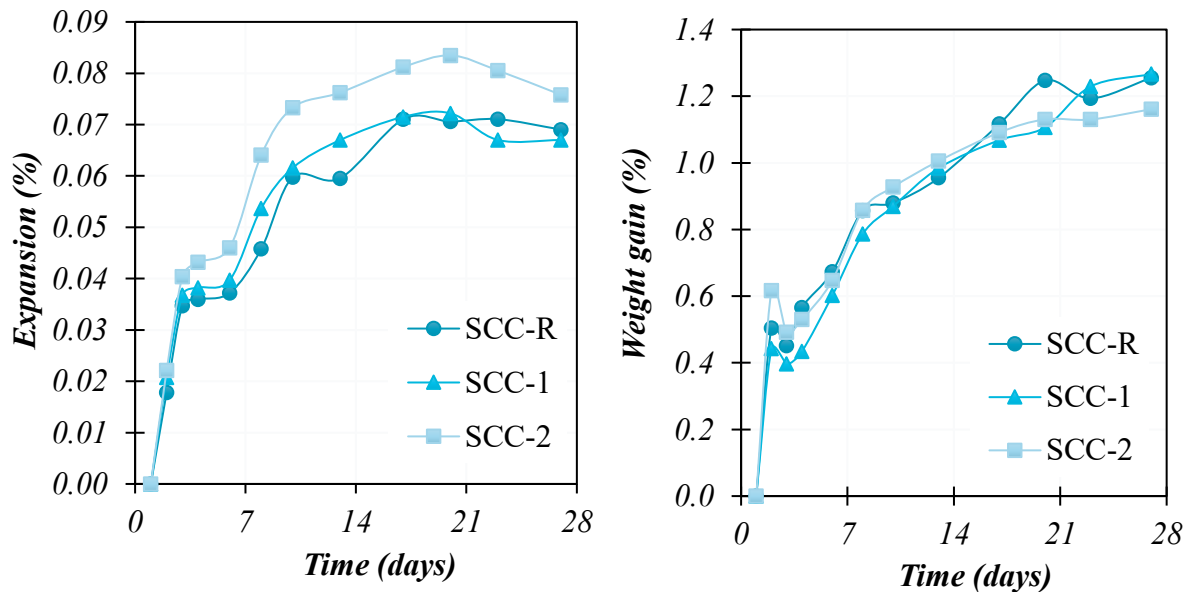 Expansion (%)
0.09
0.08
0.07
0.06
0.05
0.04
0.03
0.02
0.01
0.00
0 7 14 21 28
Time (days)
SCC-R
SCC-1
SCC-2
Weight gain (%)
1.4
1.2
1.0
0.8
0.6
0.4
0.2
0.0
0 7 14 21 28
Time (days)
SCC-R
SCC-1
SCC-2